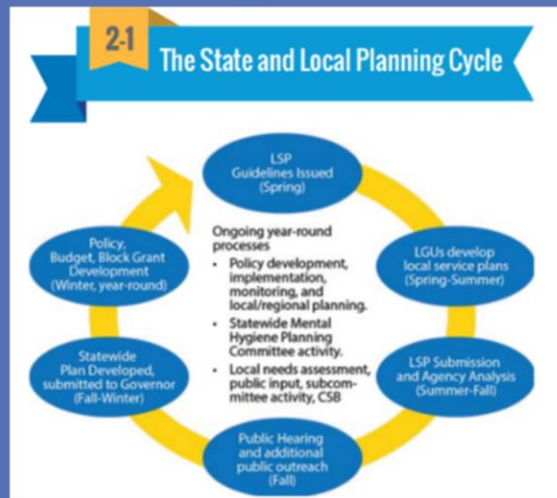 2-1
The State and Local Planning Cycle
LSP
Guidelines Issued
(Spring)
LGUs develop
local service plans
(Spring-Summer)
LSP Submission
and Agency Analysis
(Summer-Fall)
Public Hearing
and additional
public outreach
(Fall)
Statewide
Plan Developed,
submitted to Governor
(Fall-Winter)
Policy,
Budget, Block Grant
Development
(Winter, year-round)
Ongoing year-round
processes
• Policy development,
implementation,
monitoring, and
local/regional planning.
• Statewide Mental
Hygiene Planning
Committee activity.
• Local needs assessment,
public input, subcom-
mittee activity, CSB